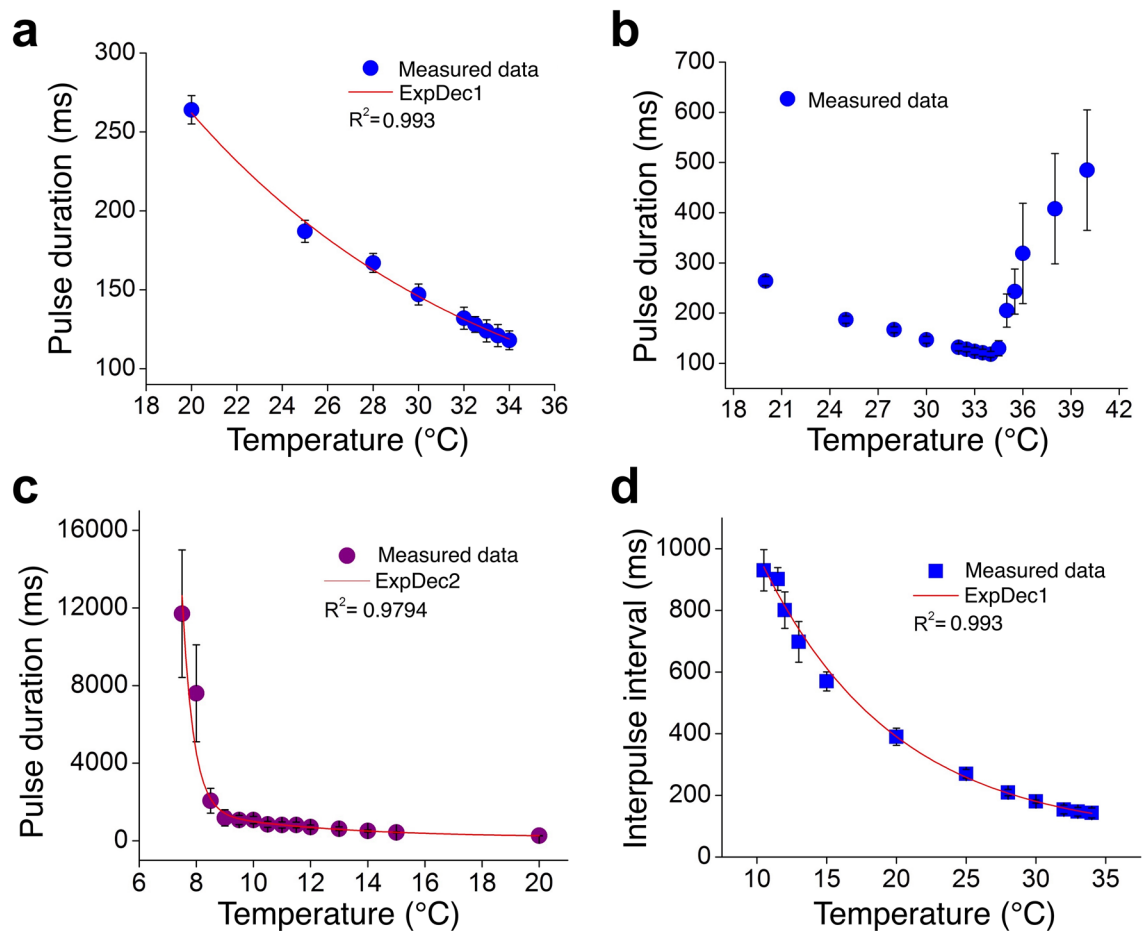 a
300
250
200
150
100
Pulse duration (ms)
Measured data
ExpDec1
R²=0.993
18 20 22 24 26 28 30 32 34 36
Temperature (°C)
b
700
600
500
400
300
200
100
Pulse duration (ms)
Measured data
18 21 24 27 30 33 36 39 42
Temperature (°C)
c
16000
12000
8000
4000
0
Pulse duration (ms)
Measured data
ExpDec2
R²= 0.9794
6 8 10 12 14 16 18 20
Temperature (°C)
d
1000
800
600
400
200
0
Interpulse interval (ms)
Measured data
ExpDec1
R²= 0.993
10 15 20 25 30 35
Temperature (°C)